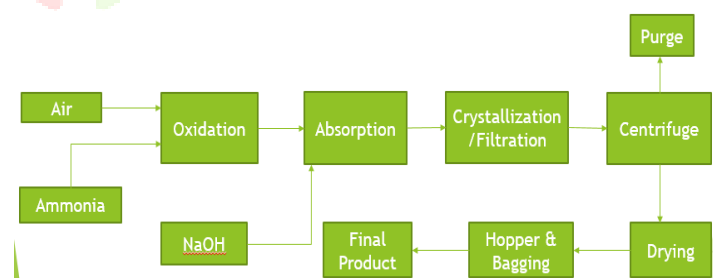 Purge
Air
Oxidation
Absorption
Crystallization
/Filtration
Centrifuge
Ammonia
NaOH
Final
Product
Hopper &
Bagging
Drying